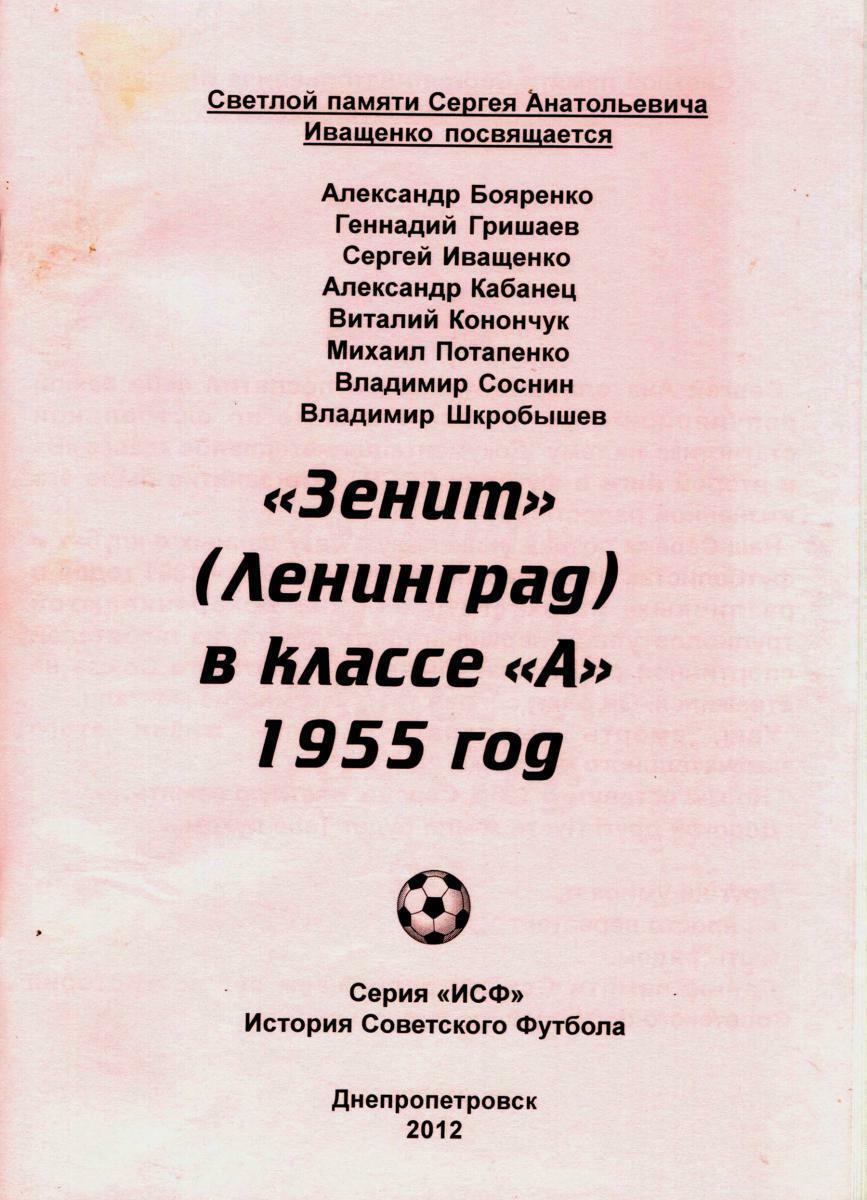 Светлой памяти Сергея Анатольевича
Иващенко посвящается
Александр Бояренко
Геннадий Гришаев
Сергей Иващенко
Александр Кабанец
Виталий Конончук
Михаил Потапенко
Владимир Соснин
Владимир Шкробышев
«Зенит»
(Ленинград)
в классе «А»
1955 год
Серия «ИСФ»
История Советского Футбола
Днепропетровск
2012